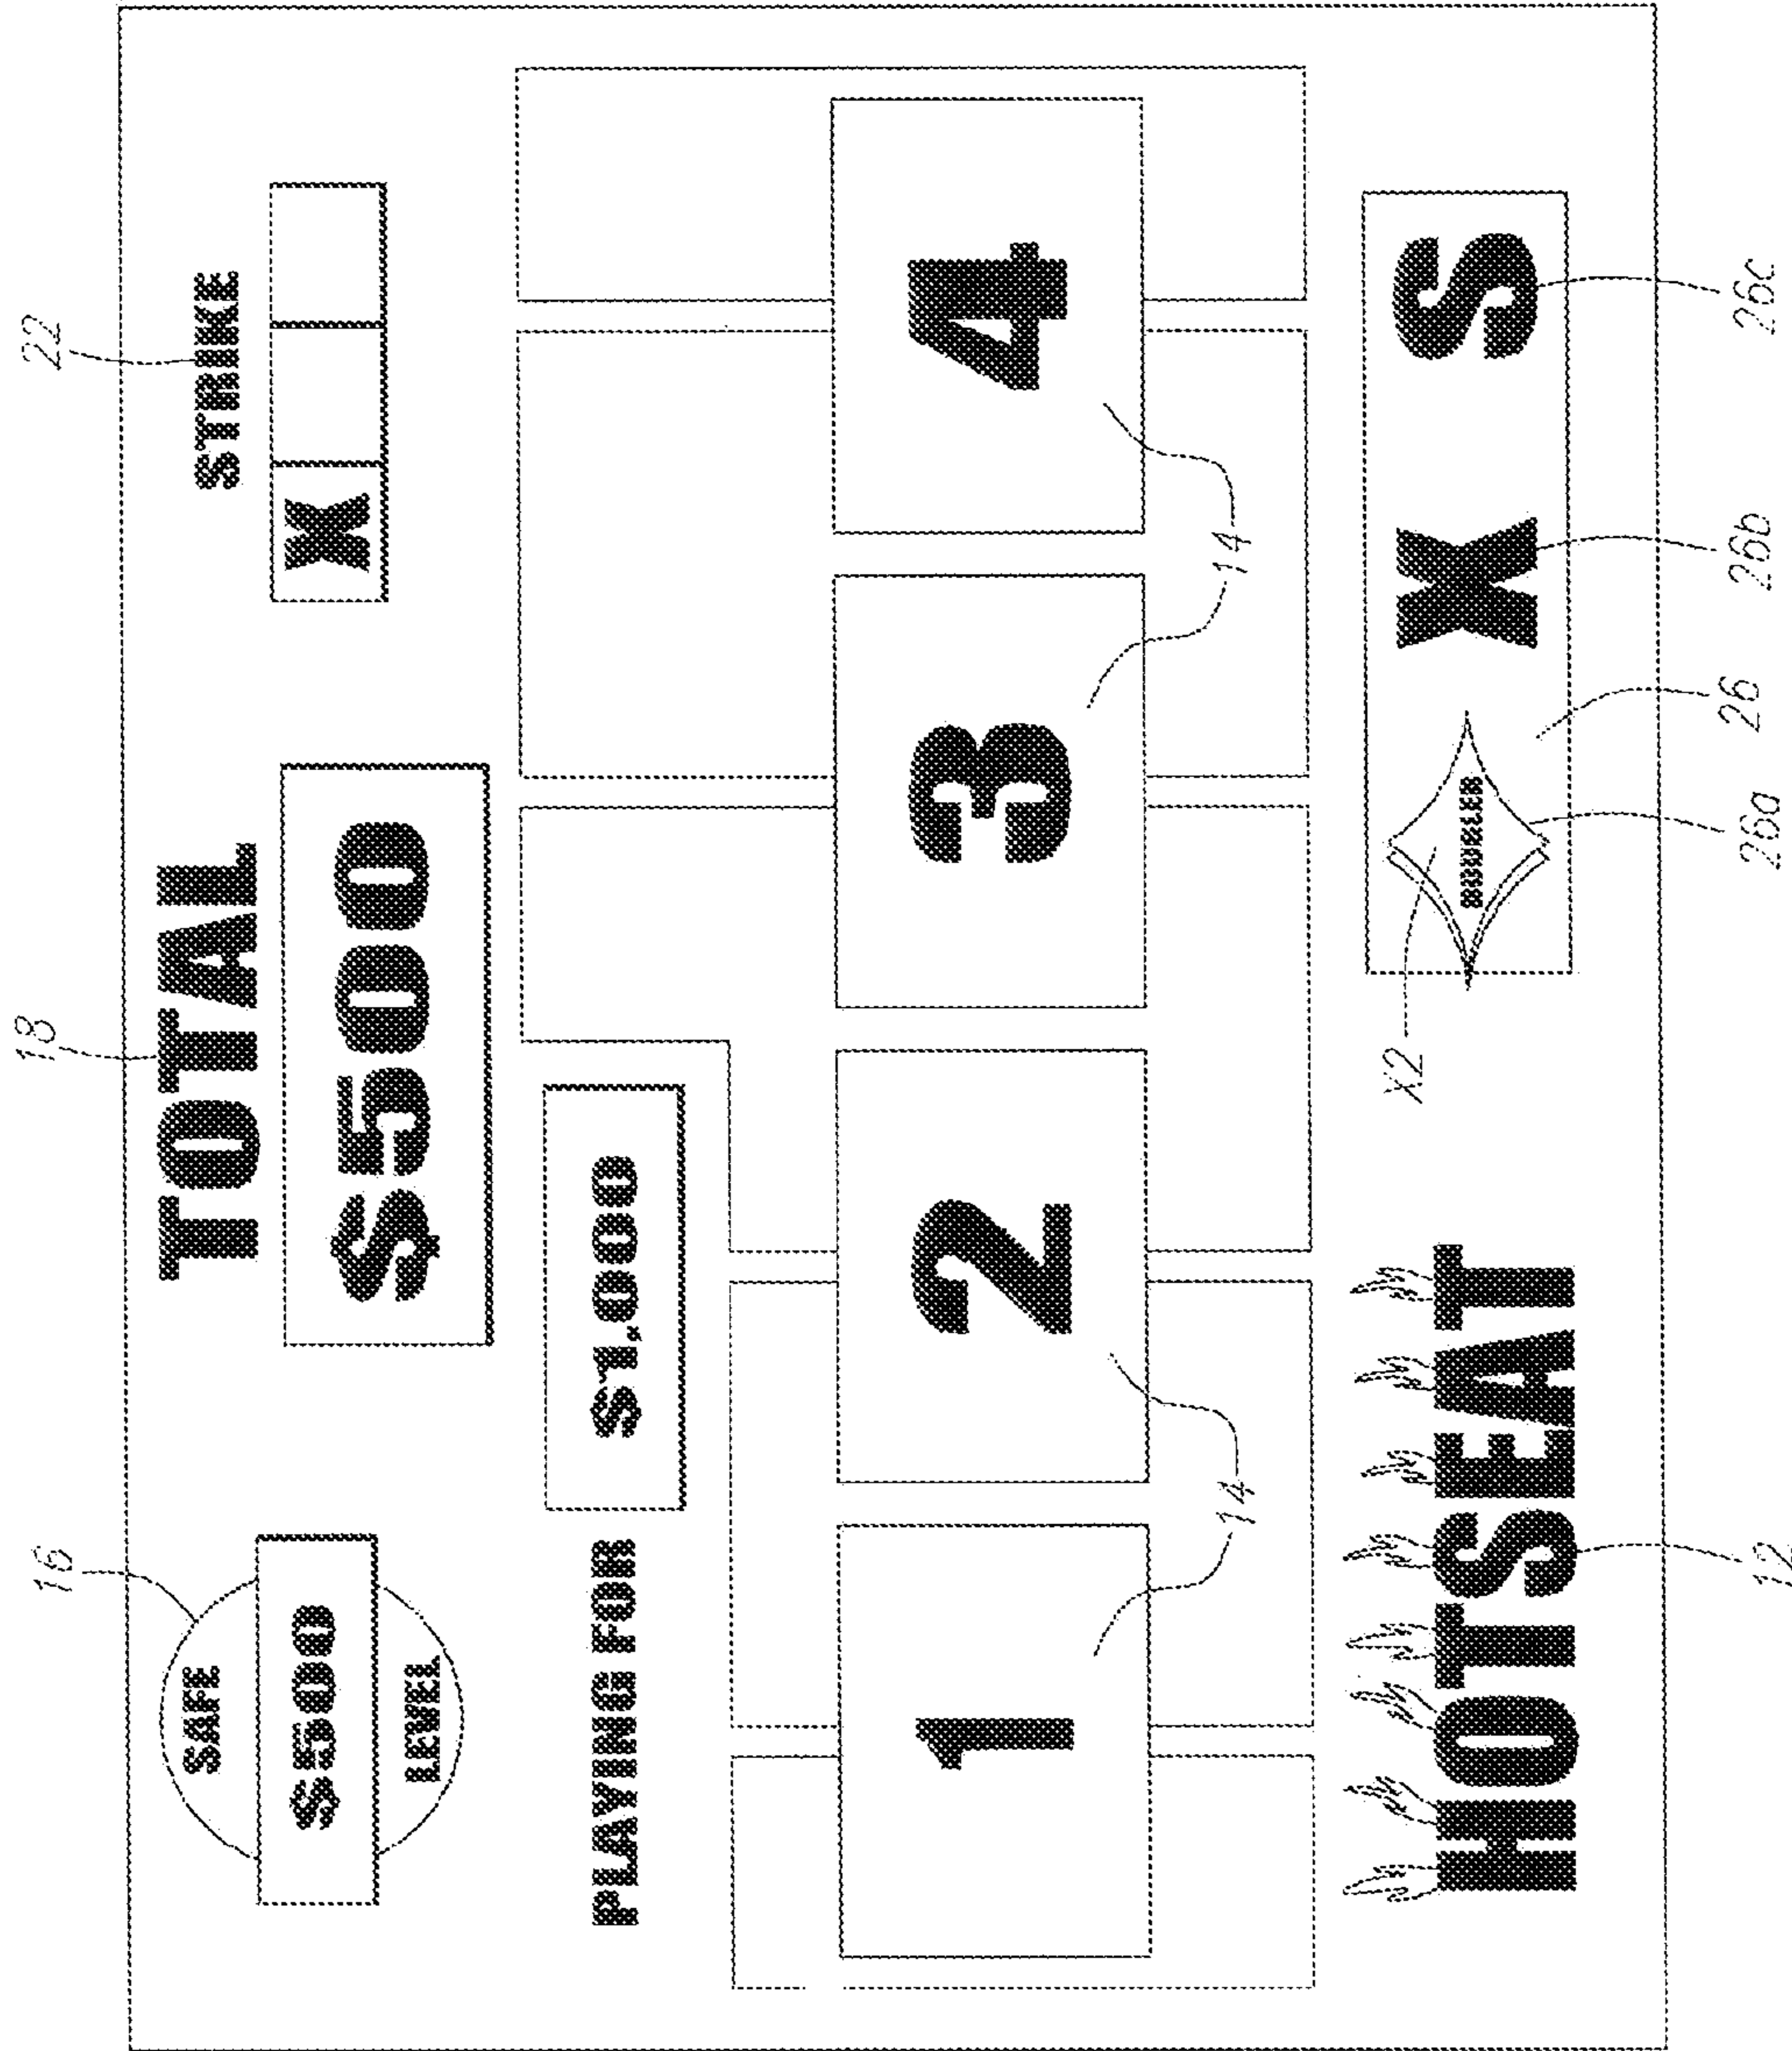 16
18
22
SAFE
$500
LEVEL
TOTAL
$500
STRIKE
X
PLAYING FOR
$1,000
1
2
3
4
14
14
X2
HOTSEAT
DOUBLER
X
S
12
26a
26
26b
26c